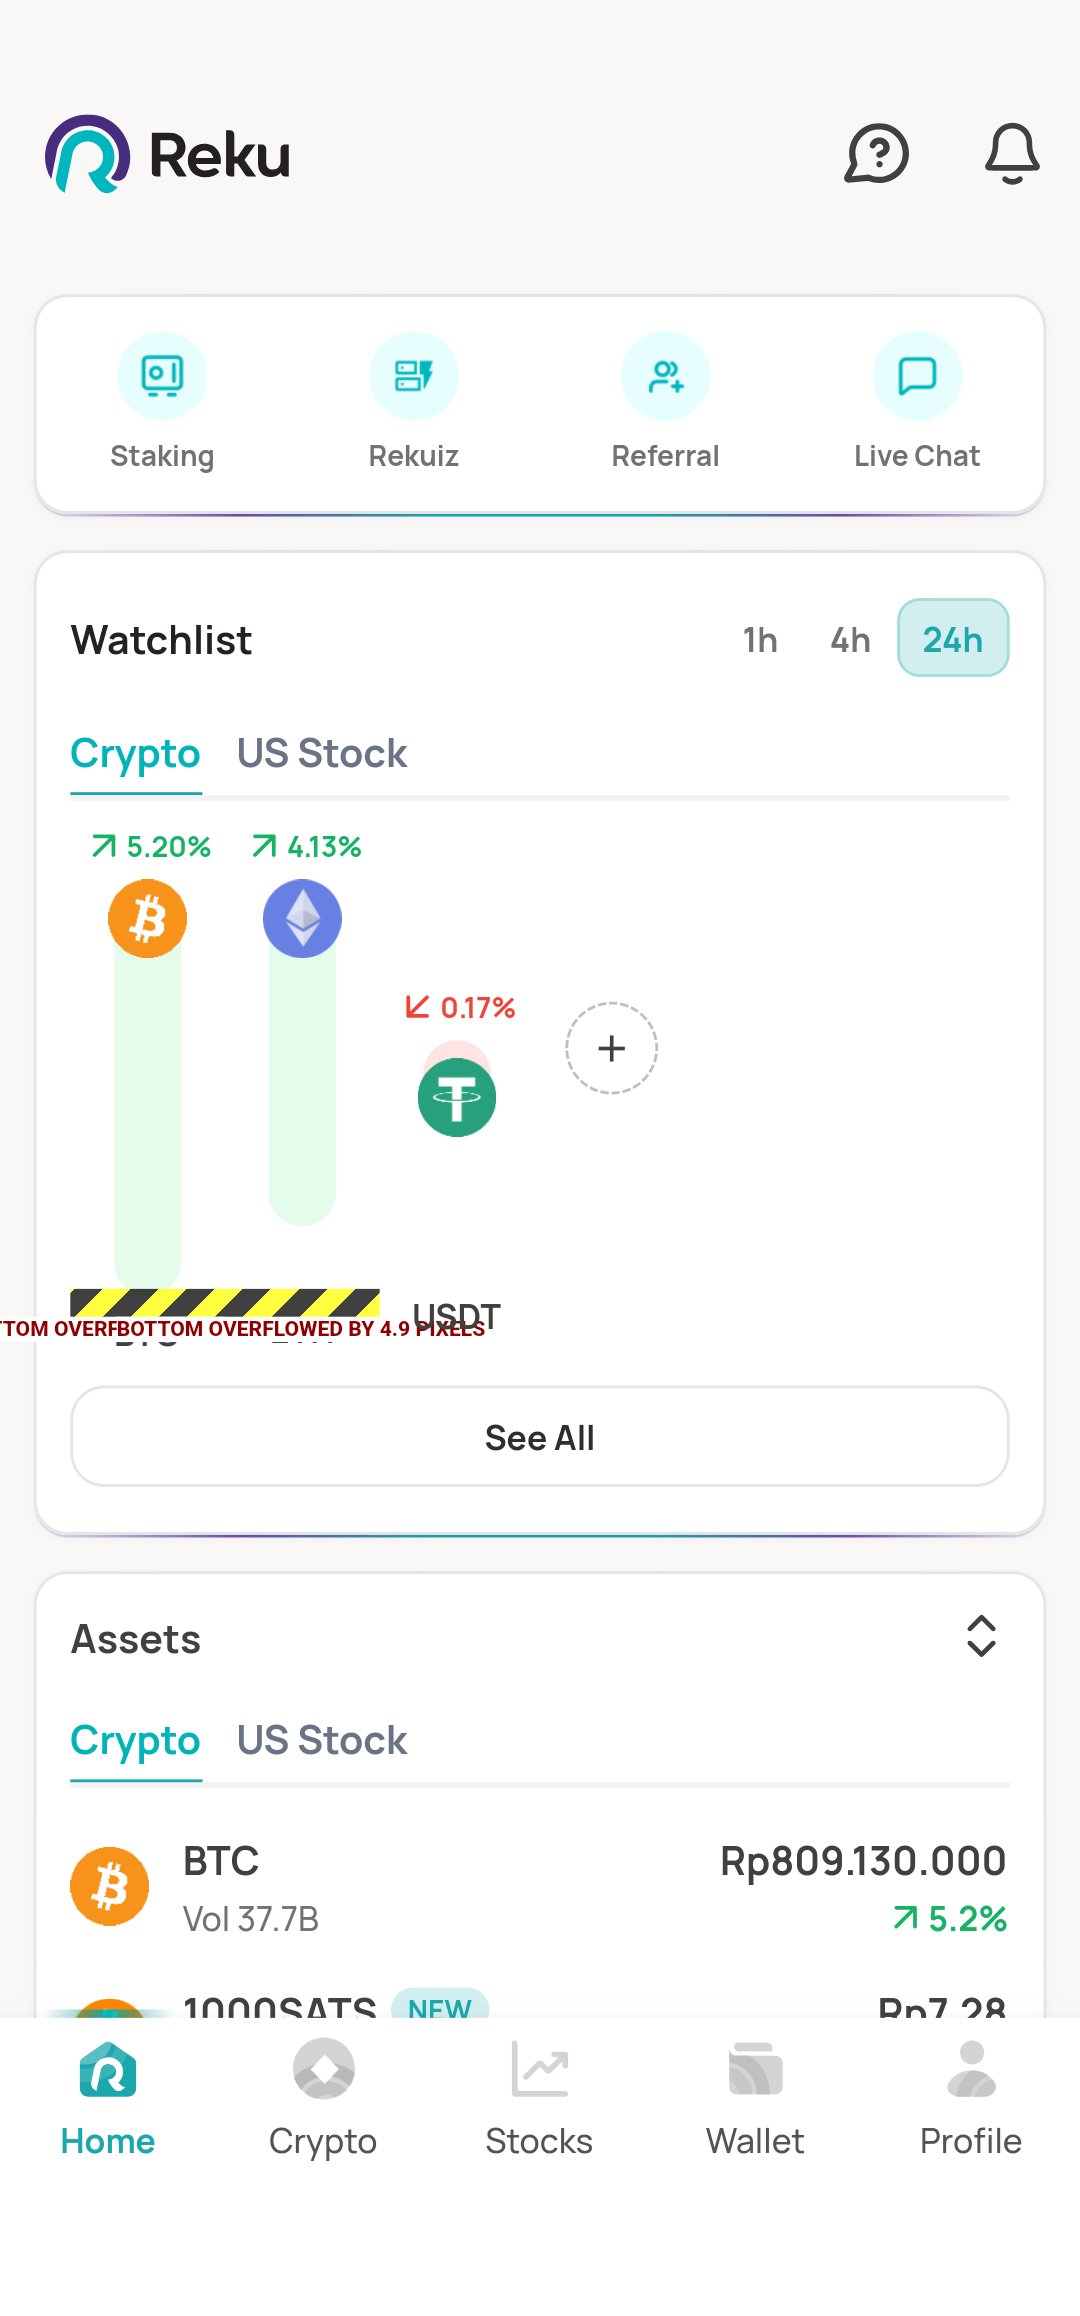 Reku
Staking Rekuiz Referral Live Chat
Watchlist 1h 4h 24h
Crypto US Stock
5.20% 4.13%
0.17%
USDT
BOTTOM OVERFLOWED BY 4.9 PIXELS
See All
Assets
Crypto US Stock
BTC Rp809.130.000
Vol 37.7B 5.2%
1000SATS NEW Rp7.28
Home Crypto Stocks Wallet Profile